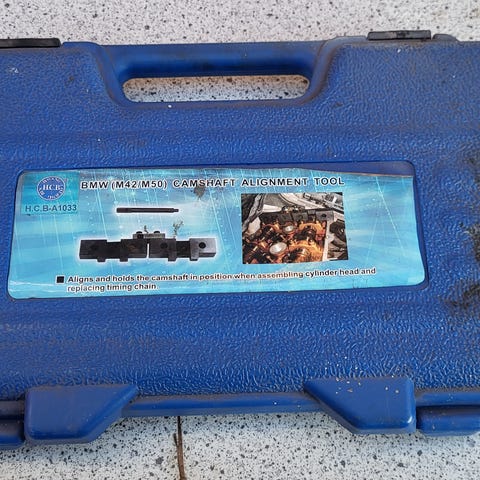 BMW (M42/M50) CAMSHAFT ALIGNMENT TOOL
H.C.B
H.C.B-A1033
Aligns and holds the camshaft in position when assembling cylinder head and
replacing timing chain.